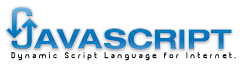 JAVASCRIPT
Dynamic Script Language for Internet.